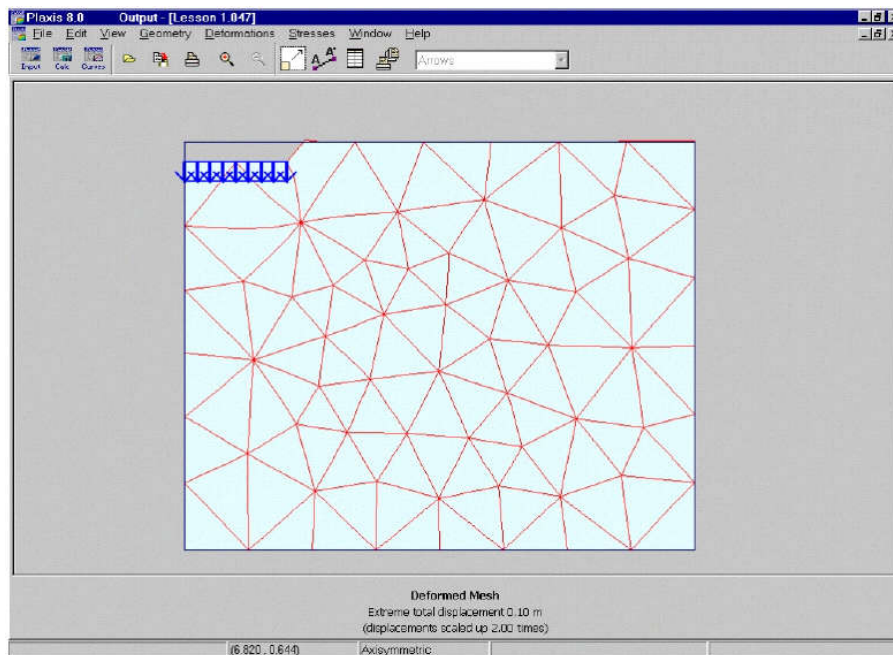 Plaxis 8.0 Output - [Lesson 1.047]
File Edit View Geometry Deformations Stresses Window Help
Input Calc Curves Arrows
Deformed Mesh
Extreme total displacement 0.10 m
(displacements scaled up 2.00 times)
(6.820 , 0.644) Axisymmetric